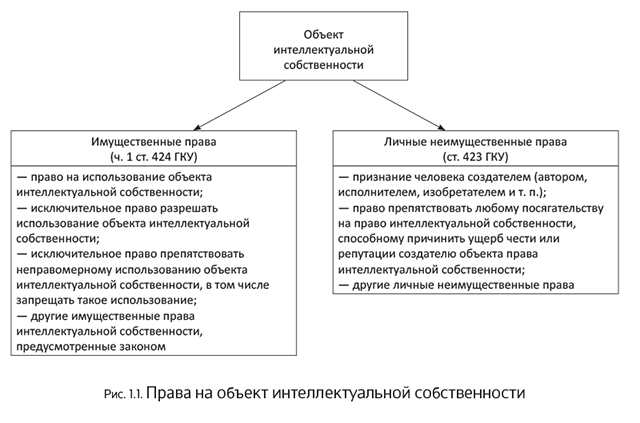 Объект
интеллектуальной
собственности
Имущественные права
(ч. 1 ст. 424 ГКУ)
— право на использование объекта
интеллектуальной собственности;
— исключительное право разрешать
использование объекта интеллектуальной
собственности;
— исключительное право препятствовать
неправомерному использованию объекта
интеллектуальной собственности, в том числе
запрещать такое использование;
— другие имущественные права
интеллектуальной собственности,
предусмотренные законом
Личные неимущественные права
(ст. 423 ГКУ)
— признание человека создателем (автором,
исполнителем, изобретателем и т. п.);
— право препятствовать любому посягательству
на право интеллектуальной собственности,
способному причинить ущерб чести или
репутации создателю объекта права
интеллектуальной собственности;
— другие личные неимущественные права
Рис. 1.1. Права на объект интеллектуальной собственности